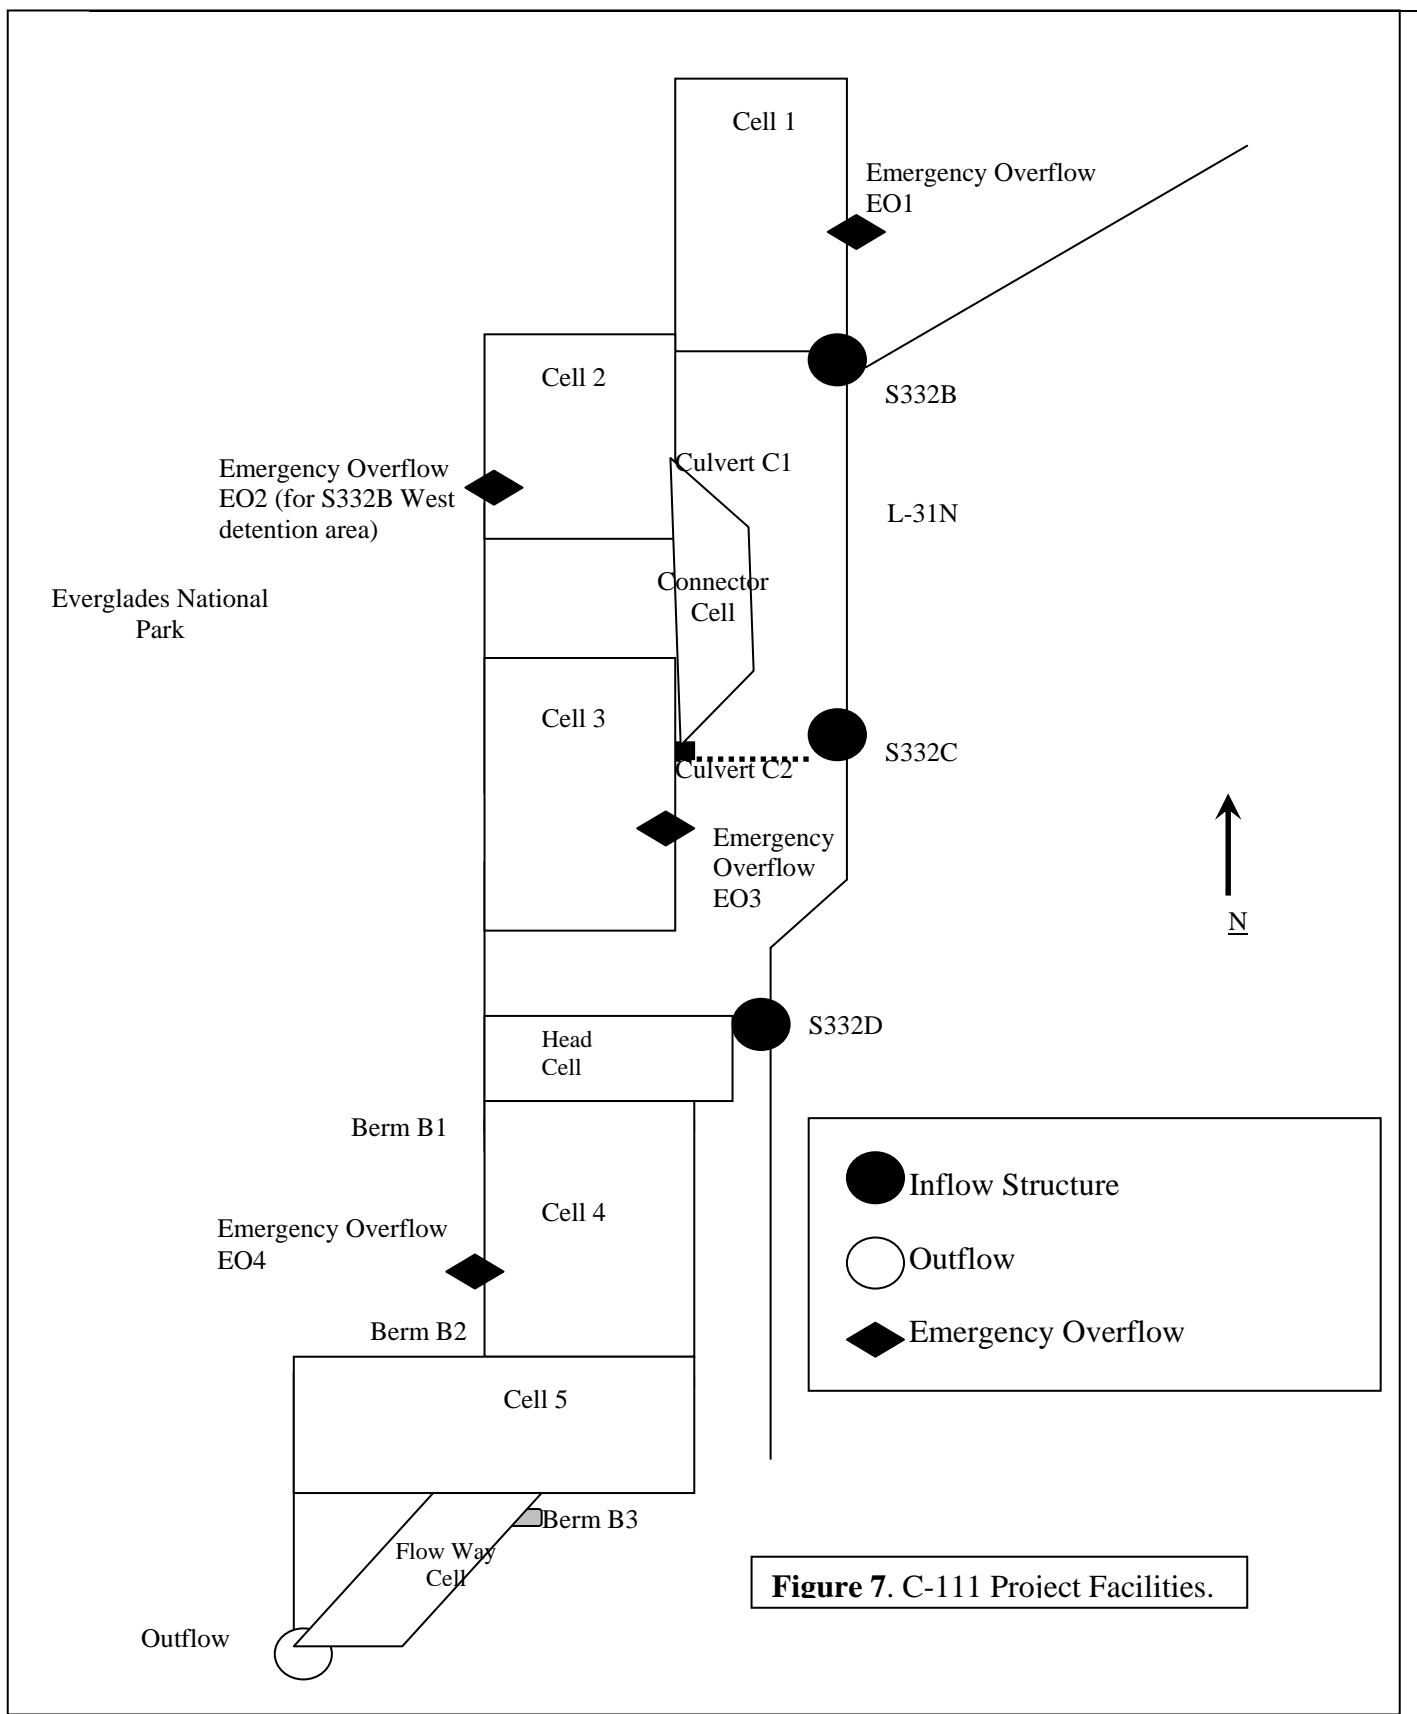 Cell 1
Emergency Overflow
EO1
Cell 2
S332B
Emergency Overflow
EO2 (for S332B West
detention area)
Culvert C1
L-31N
Everglades National
Park
Connector
Cell
Cell 3
S332C
Culvert C2
Emergency
Overflow
EO3
N
Head
Cell
S332D
Berm B1
Inflow Structure
Cell 4
Emergency Overflow
EO4
Outflow
Berm B2
Emergency Overflow
Cell 5
Berm B3
Flow Way
Cell
Figure 7. C-111 Project Facilities.
Outflow